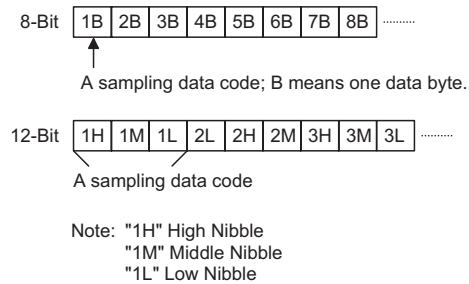 8-Bit 1B 2B 3B 4B 5B 6B 7B 8B
A sampling data code; B means one data byte.
12-Bit 1H 1M 1L 2L 2H 2M 3H 3M 3L
A sampling data code
Note: "1H" High Nibble
"1M" Middle Nibble
"1L" Low Nibble